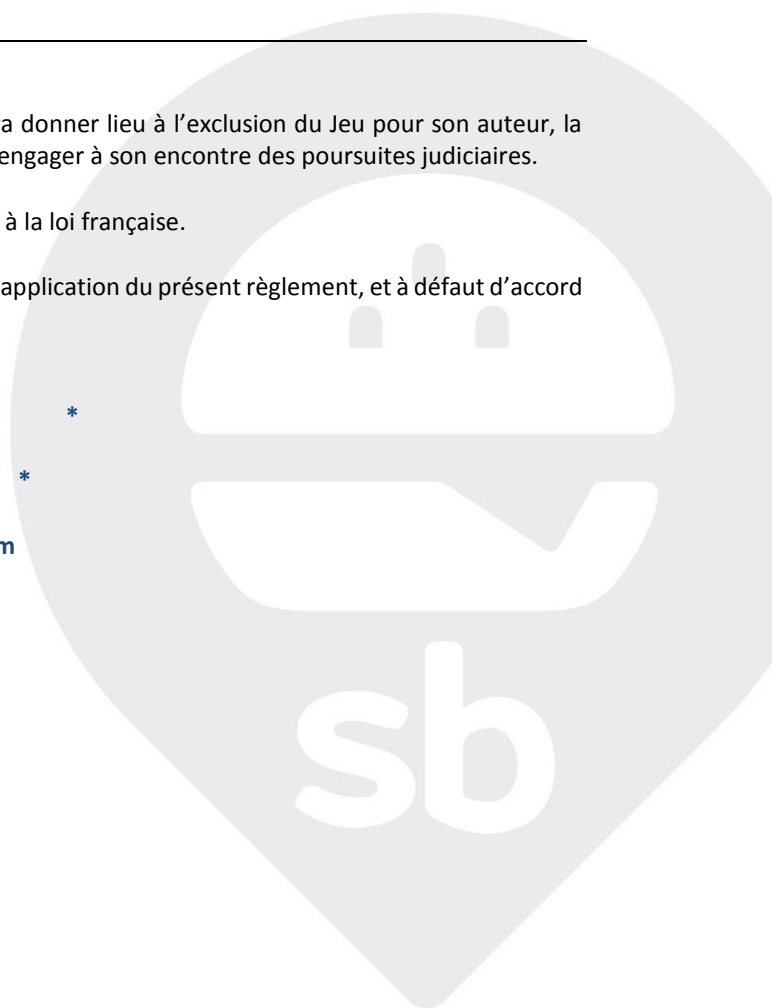 a donner lieu à l’exclusion du Jeu pour son auteur, la
engager à son encontre des poursuites judiciaires.
à la loi française.
application du présent règlement, et à défaut d’accord
*
*
m
sb